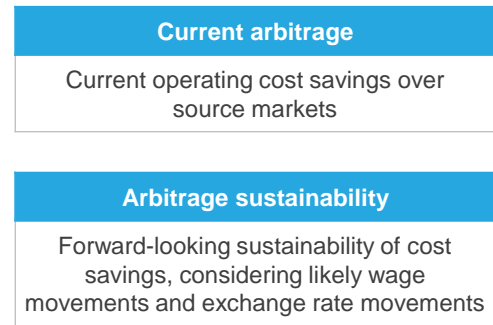 Current arbitrage
Current operating cost savings over
source markets
Arbitrage sustainability
Forward-looking sustainability of cost
savings, considering likely wage
movements and exchange rate movements